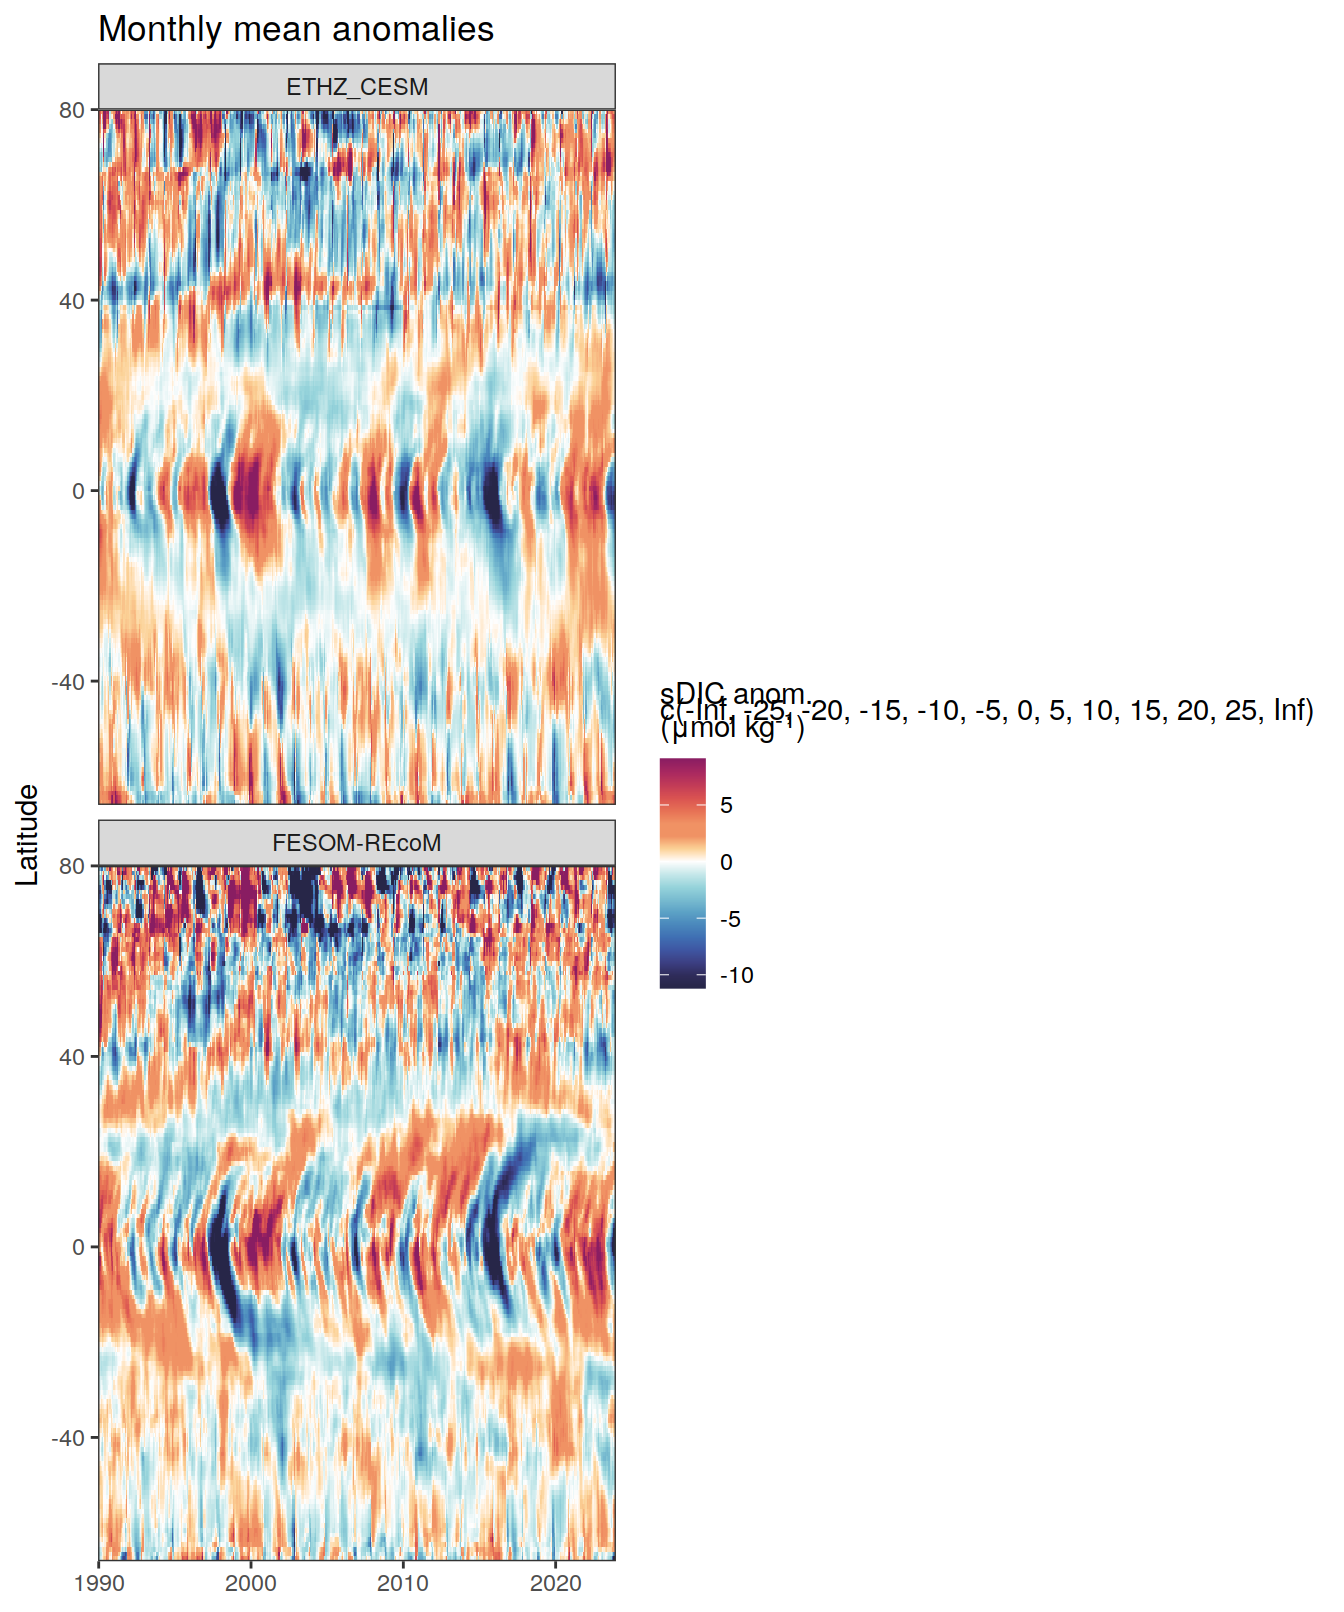 Monthly mean anomalies
ETHZ_CESM
80
40
0
-40
Latitude
FESOM-REcoM
80
40
0
-40
1990 2000 2010 2020
sDIC anom.
c(-Inf, -25, -20, -15, -10, -5, 0, 5, 10, 15, 20, 25, Inf)
(µmol kg⁻¹)
5
0
-5
-10